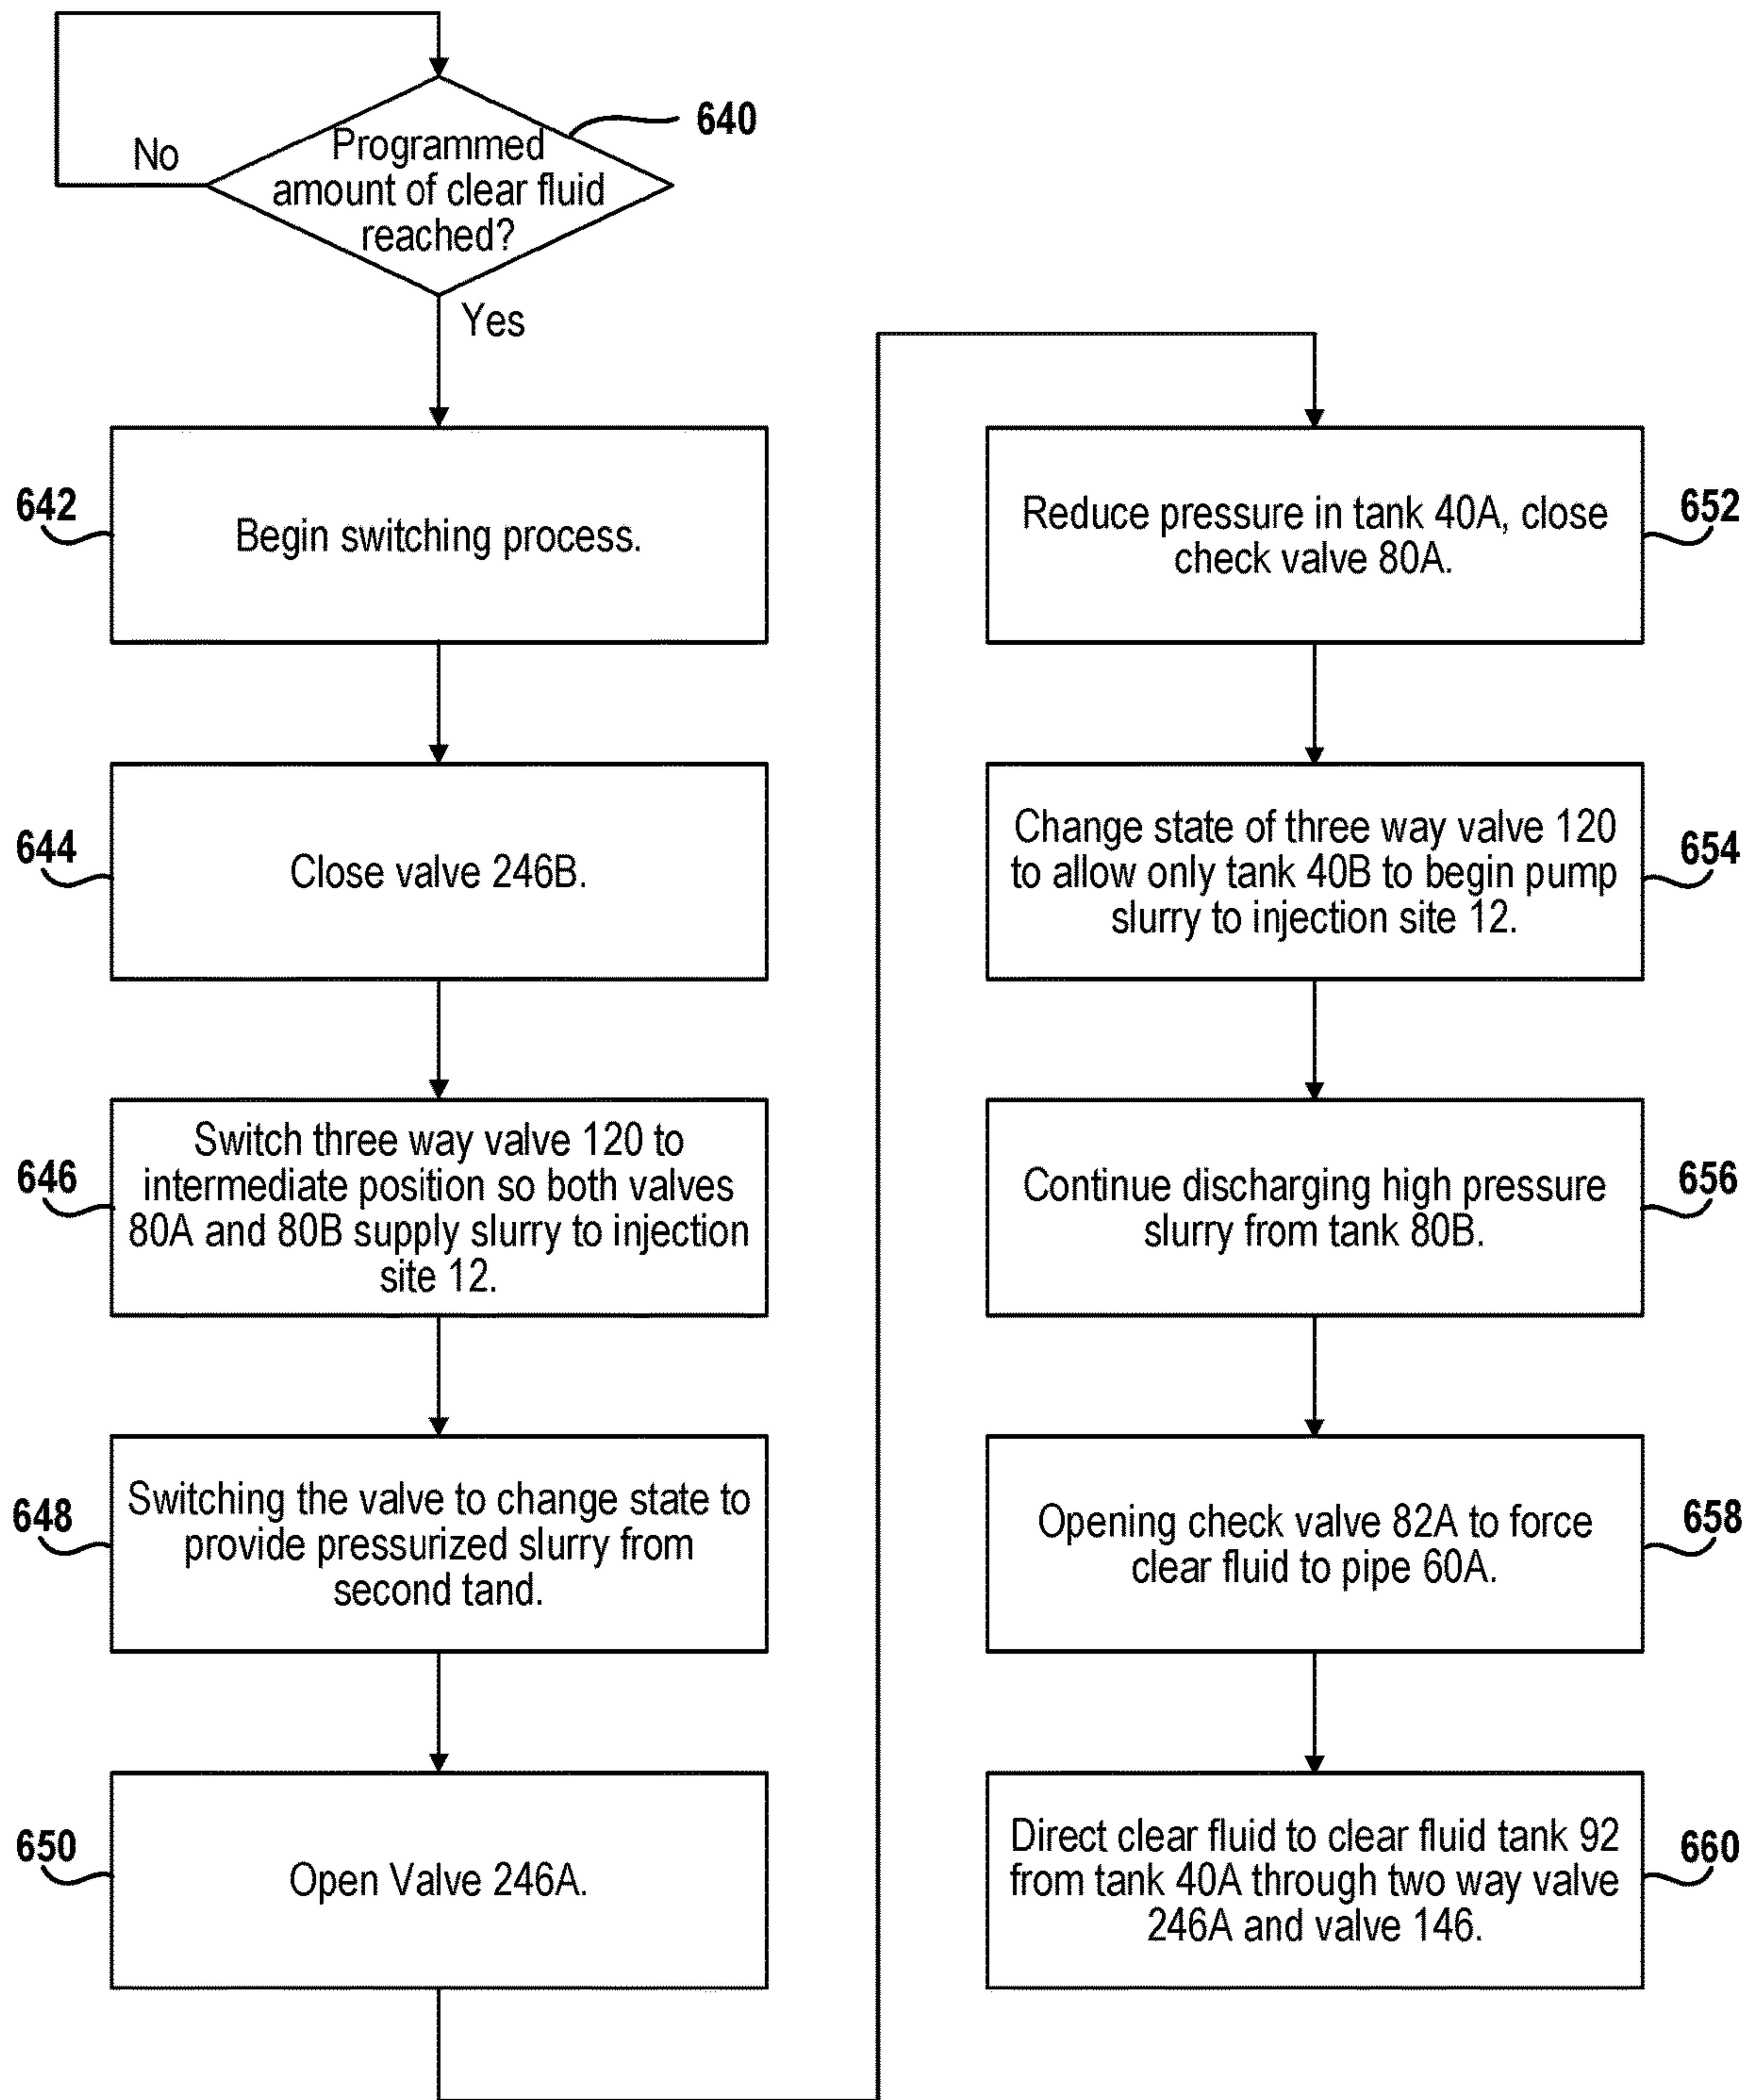 640
Programmed
amount of clear fluid
reached?
No
Yes
642
Begin switching process.
644
Close valve 246B.
646
Switch three way valve 120 to
intermediate position so both valves
80A and 80B supply slurry to injection
site 12.
648
Switching the valve to change state to
provide pressurized slurry from
second tand.
650
Open Valve 246A.
652
Reduce pressure in tank 40A, close
check valve 80A.
654
Change state of three way valve 120
to allow only tank 40B to begin pump
slurry to injection site 12.
656
Continue discharging high pressure
slurry from tank 80B.
658
Opening check valve 82A to force
clear fluid to pipe 60A.
660
Direct clear fluid to clear fluid tank 92
from tank 40A through two way valve
246A and valve 146.